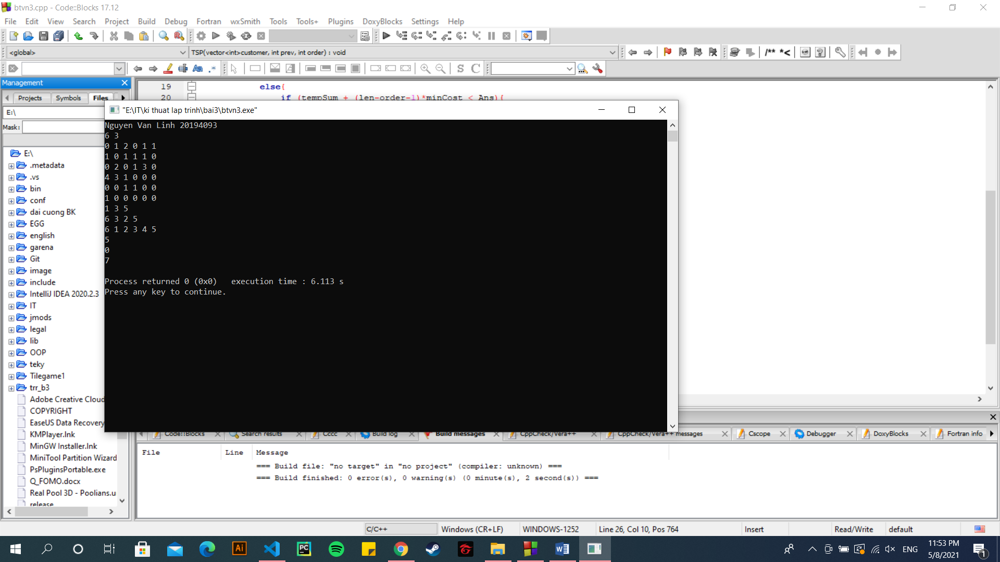 btvn3.cpp - Code::Blocks 17.12
File Edit View Search Project Build Debug Fortran wxSmith Tools Tools+ Plugins DoxyBlocks Settings Help
<global> TSP(vector<int>customer, int prev, int order) : void
/** *<
Management
Projects Symbols Files
E:\
Mask:
E:\
.metadata
.vs
bin
conf
dai cuong BK
EGG
english
garena
Git
image
include
IntelliJ IDEA 2020.2.3
IT
jmods
legal
lib
OOP
teky
Tilegame1
trr_b3
Adobe Creative Cloud
COPYRIGHT
EaseUS Data Recovery
KMPlayer.lnk
MinGW Installer.lnk
MiniTool Partition Wizard
PsPluginsPortable.exe
Q_FOMO.docx
Real Pool 3D - Poolians.u
release
19 else{
20 if (tempSum + (len-order-1)*minCost < Ans){
"E:\IT\ki thuat lap trinh\bai3\btvn3.exe"
Nguyen Van Linh 20194093
6 3
0 1 2 0 1 1
1 0 1 1 1 0
0 2 0 1 3 0
4 3 1 0 0 0
0 0 1 1 0 0
1 0 0 0 0 0
1 3 5
6 3 2 5
6 1 2 3 4 5
5
0
7
Process returned 0 (0x0)   execution time : 6.113 s
Press any key to continue.
Code::Blocks Search results Cccc Build log Build messages CppCheck/Vera++ CppCheck/Vera++ messages Cscope Debugger DoxyBlocks Fortran info
File Line Message
=== Build file: "no target" in "no project" (compiler: unknown) ===
=== Build finished: 0 error(s), 0 warning(s) (0 minute(s), 2 second(s)) ===
C/C++ Windows (CR+LF) WINDOWS-1252 Line 26, Col 10, Pos 764 Insert Read/Write default
ENG
11:53 PM
5/8/2021
1